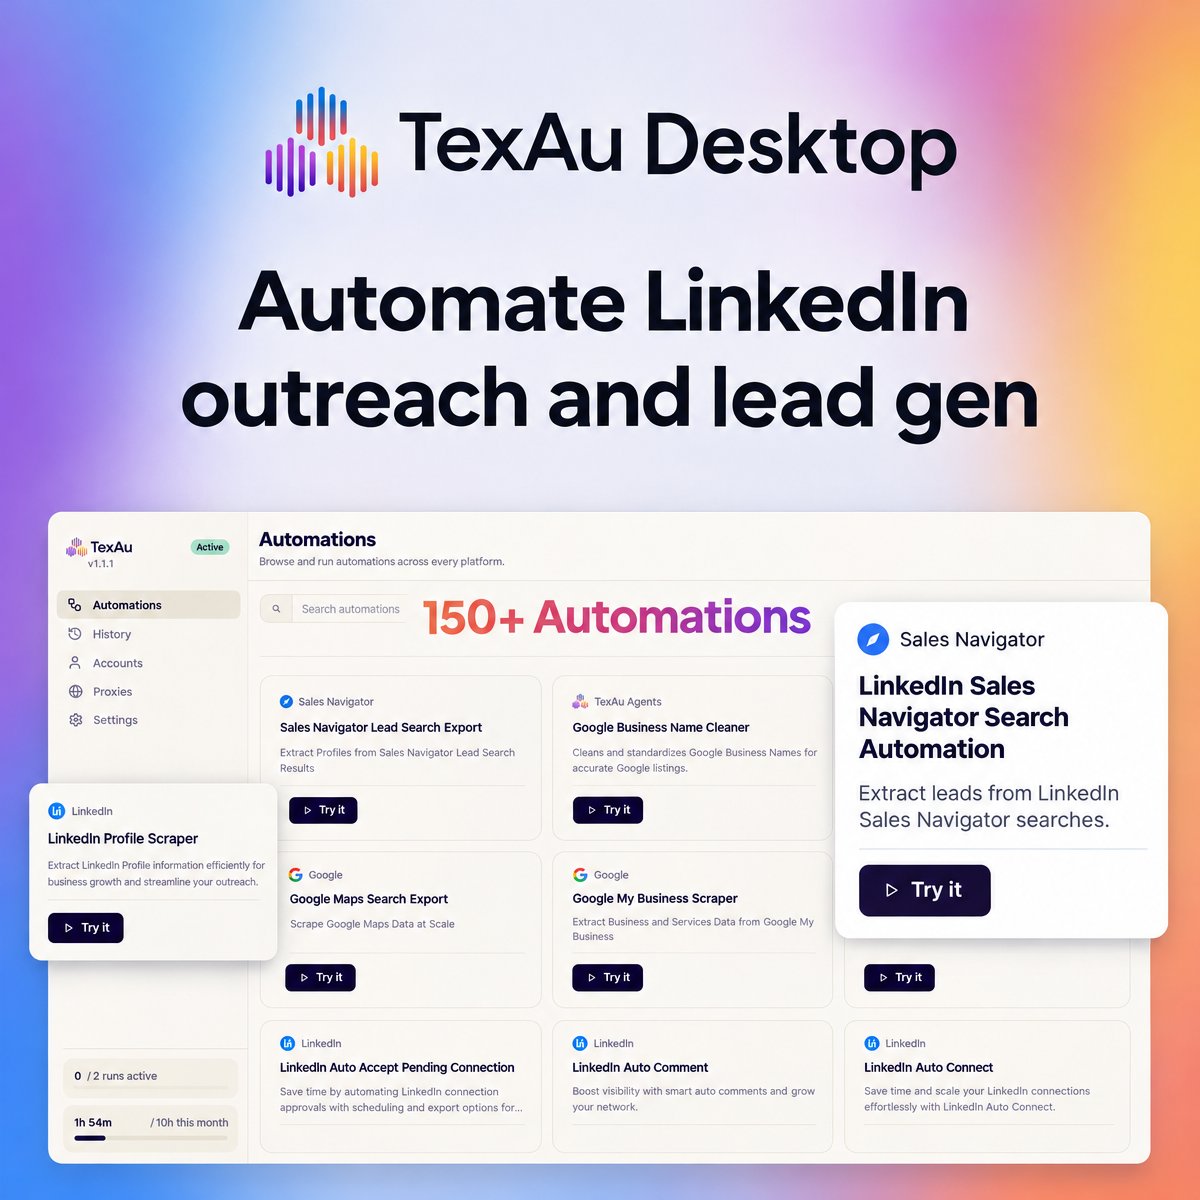 TexAu Desktop
Automate LinkedIn
outreach and lead gen
TexAu
v1.1.1
Active
Automations
History
Accounts
Proxies
Settings
Automations
Browse and run automations across every platform.
Search automations
150+ Automations
Sales Navigator
Sales Navigator Lead Search Export
Extract Profiles from Sales Navigator Lead Search
Results
Try it
TexAu Agents
Google Business Name Cleaner
Cleans and standardizes Google Business Names for
accurate Google listings.
Try it
Sales Navigator
LinkedIn Sales
Navigator Search
Automation
Extract leads from LinkedIn
Sales Navigator searches.
Try it
LinkedIn
LinkedIn Profile Scraper
Extract LinkedIn Profile information efficiently for
business growth and streamline your outreach.
Try it
Google
Google Maps Search Export
Scrape Google Maps Data at Scale
Try it
Google
Google My Business Scraper
Extract Business and Services Data from Google My
Business
Try it
Try it
LinkedIn
LinkedIn Auto Accept Pending Connection
Save time by automating LinkedIn connection
approvals with scheduling and export options for...
LinkedIn
LinkedIn Auto Comment
Boost visibility with smart auto comments and grow
your network.
LinkedIn
LinkedIn Auto Connect
Save time and scale your LinkedIn connections
effortlessly with LinkedIn Auto Connect.
0 / 2 runs active
1h 54m / 10h this month